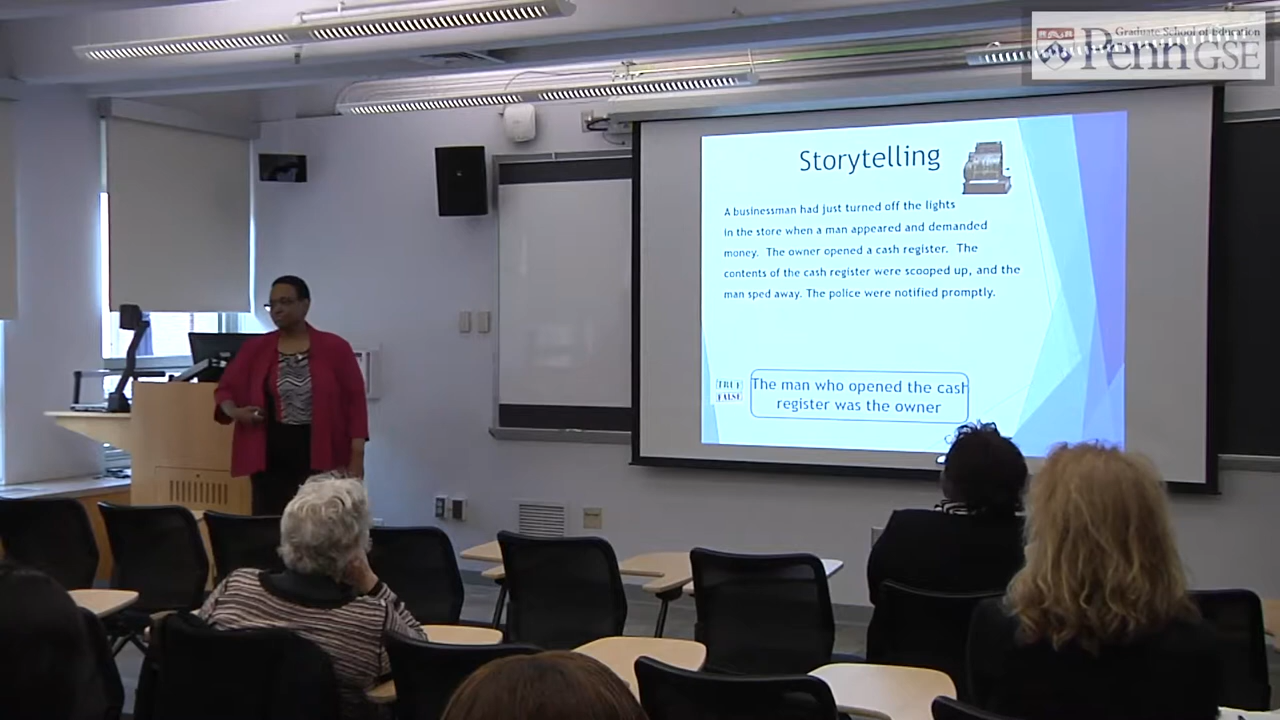 Graduate School of Education
PennGSE
Storytelling
A businessman had just turned off the lights
in the store when a man appeared and demanded
money. The owner opened a cash register. The
contents of the cash register were scooped up, and the
man sped away. The police were notified promptly.
TRUE
FALSE
The man who opened the cash
register was the owner